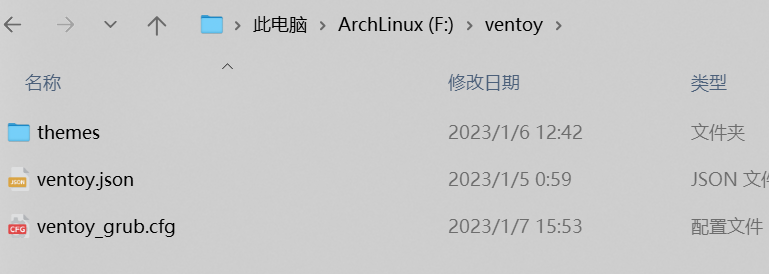 此电脑 ArchLinux (F:) ventoy
名称 修改日期 类型
themes 2023/1/6 12:42 文件夹
JSON ventoy.json 2023/1/5 0:59 JSON 文件
CFG ventoy_grub.cfg 2023/1/7 15:53 配置文件